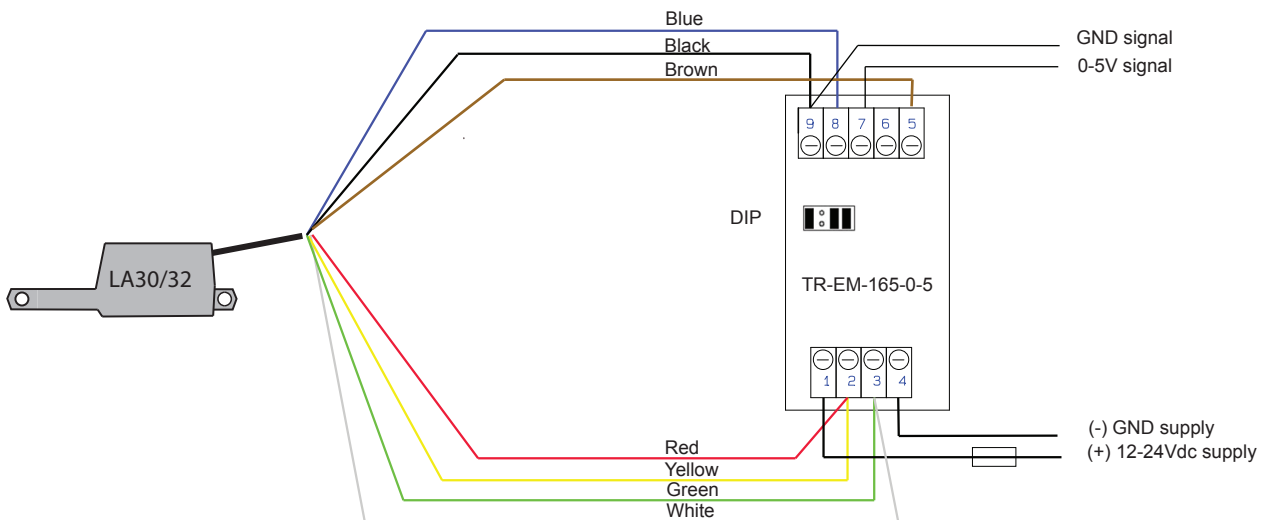 Blue
Black
Brown
GND signal
0-5V signal
9 8 7 6 5
DIP
LA30/32
TR-EM-165-0-5
1 2 3 4
(-) GND supply
(+) 12-24Vdc supply
Red
Yellow
Green
White